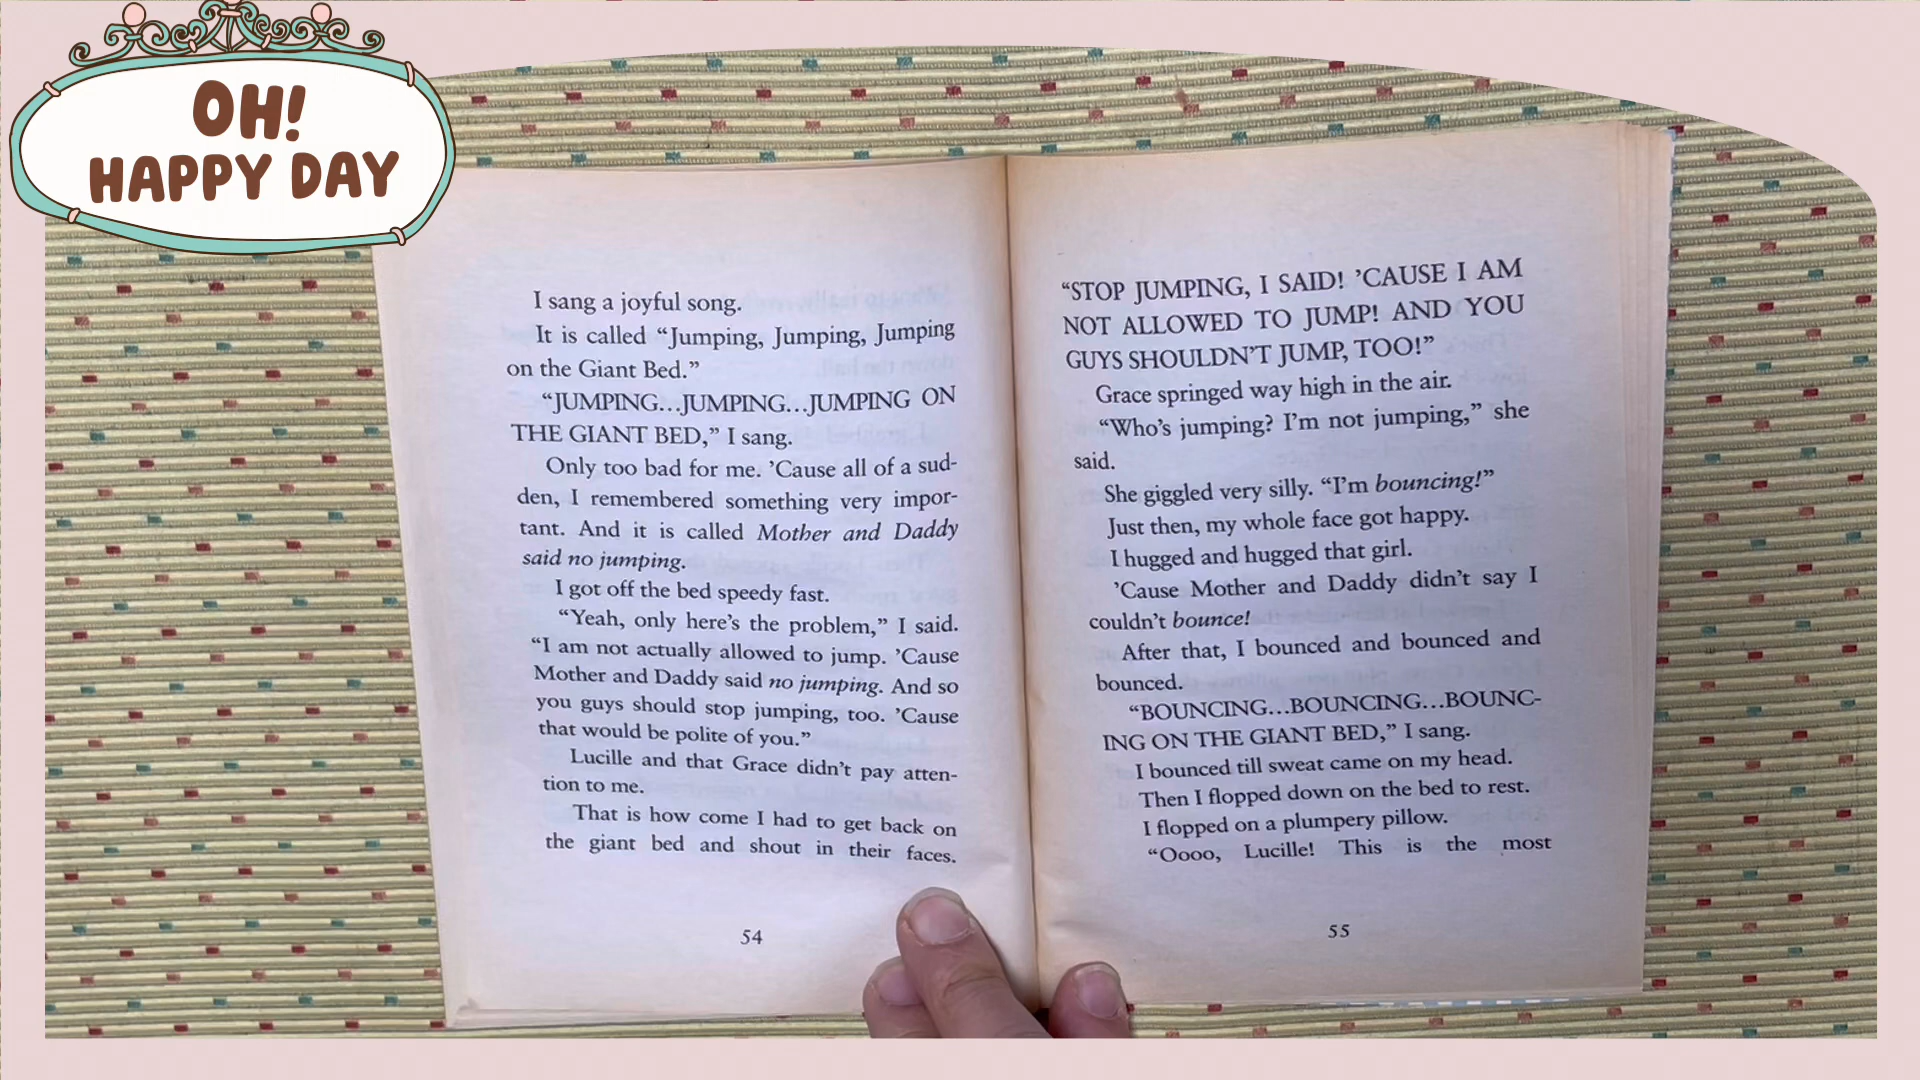 OH!
HAPPY DAY
I sang a joyful song.
It is called “Jumping, Jumping, Jumping
on the Giant Bed.”
“JUMPING…JUMPING…JUMPING ON
THE GIANT BED,” I sang.
Only too bad for me. ’Cause all of a sud-
den, I remembered something very impor-
tant. And it is called Mother and Daddy
said no jumping.
I got off the bed speedy fast.
“Yeah, only here’s the problem,” I said.
“I am not actually allowed to jump. ’Cause
Mother and Daddy said no jumping. And so
you guys should stop jumping, too. ’Cause
that would be polite of you.”
Lucille and that Grace didn’t pay atten-
tion to me.
That is how come I had to get back on
the giant bed and shout in their faces.
54
“STOP JUMPING, I SAID! ’CAUSE I AM
NOT ALLOWED TO JUMP! AND YOU
GUYS SHOULDN’T JUMP, TOO!”
Grace springed way high in the air.
“Who’s jumping? I’m not jumping,” she
said.
She giggled very silly. “I’m bouncing!”
Just then, my whole face got happy.
I hugged and hugged that girl.
’Cause Mother and Daddy didn’t say I
couldn’t bounce!
After that, I bounced and bounced and
bounced.
“BOUNCING…BOUNCING…BOUNC-
ING ON THE GIANT BED,” I sang.
I bounced till sweat came on my head.
Then I flopped down on the bed to rest.
I flopped on a plumpery pillow.
“Oooo, Lucille! This is the most
55